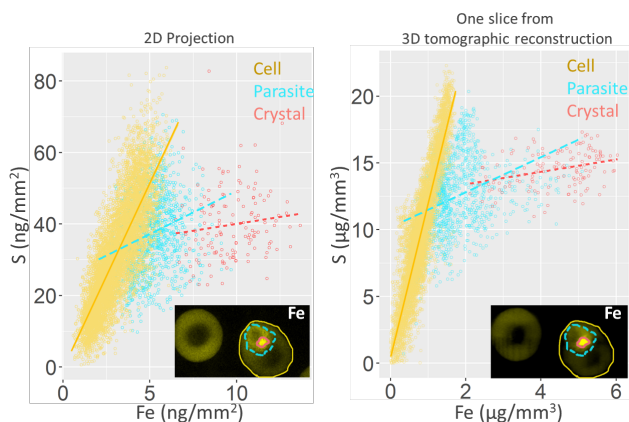 2D Projection
S (ng/mm²)
80
60
40
20
0
0
5
10
Fe (ng/mm²)
Cell
Parasite
Crystal
Fe
One slice from
3D tomographic reconstruction
S (µg/mm³)
20
15
10
5
0
0
2
4
6
Fe (µg/mm³)
Cell
Parasite
Crystal
Fe